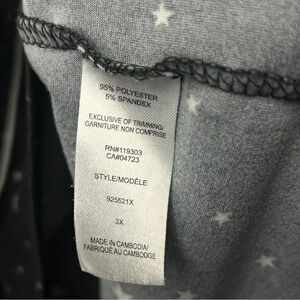 95% POLYESTER
5% SPANDEX
EXCLUSIVE OF TRIMMING/
GARNITURE NON COMPRISE
RN#119303
CA#04723
STYLE/MODÈLE
925521X
3X
MADE IN CAMBODIA/
FABRIQUÉ AU CAMBODGE